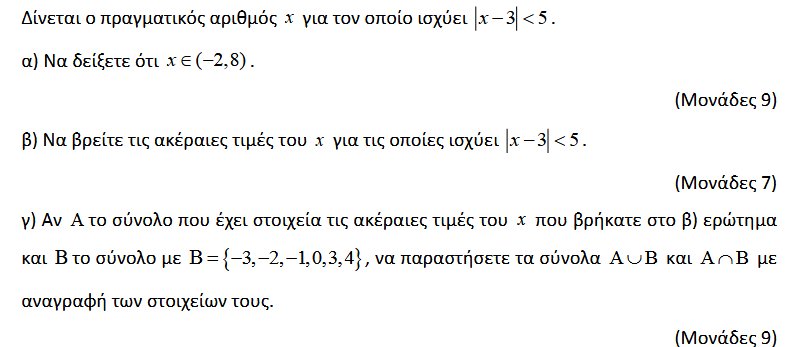 Δίνεται ο πραγματικός αριθμός x για τον οποίο ισχύει |x−3|<5.
α) Να δείξετε ότι x∈(−2,8).
(Μονάδες 9)
β) Να βρείτε τις ακέραιες τιμές του x για τις οποίες ισχύει |x−3|<5.
(Μονάδες 7)
γ) Αν Α το σύνολο που έχει στοιχεία τις ακέραιες τιμές του x που βρήκατε στο β) ερώτημα
και Β το σύνολο με Β={−3,−2,−1,0,3,4}, να παραστήσετε τα σύνολα Α∪Β και Α∩Β με
αναγραφή των στοιχείων τους.
(Μονάδες 9)